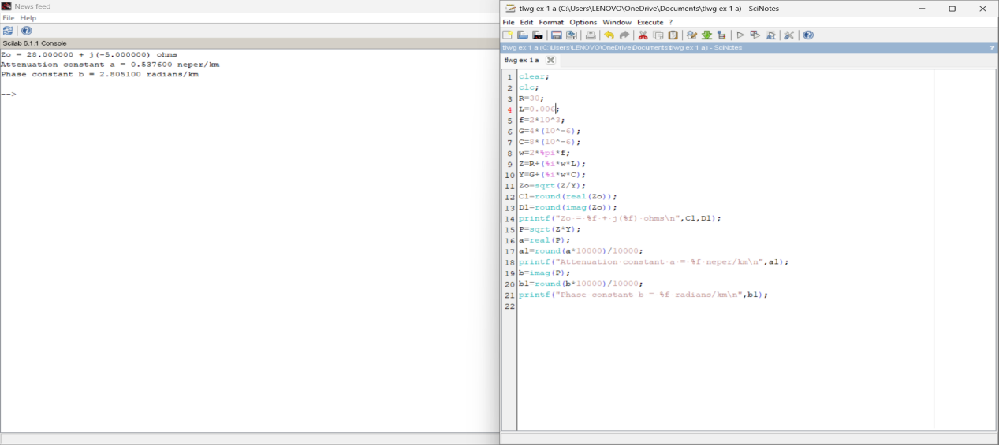 News feed
File Help
Scilab 6.1.1 Console
Zo = 28.000000 + j(-5.000000) ohms
Attenuation constant a = 0.537600 neper/km
Phase constant b = 2.805100 radians/km
-->
tlwg ex 1 a (C:\Users\LENOVO\OneDrive\Documents\tlwg ex 1 a) - SciNotes
File Edit Format Options Window Execute ?
tlwg ex 1 a (C:\Users\LENOVO\OneDrive\Documents\tlwg ex 1 a) - SciNotes ?
tlwg ex 1 a
1 clear;
2 clc;
3 R=30;
4 L=0.006;
5 f=2*10^3;
6 G=4*(10^-6);
7 C=8*(10^-6);
8 w=2*%pi*f;
9 Z=R+(%i*w*L);
10 Y=G+(%i*w*C);
11 Zo=sqrt(Z/Y);
12 C1=round(real(Zo));
13 D1=round(imag(Zo));
14 printf("Zo = %f + j(%f) ohms\n",C1,D1);
15 P=sqrt(Z*Y);
16 a=real(P);
17 a1=round(a*10000)/10000;
18 printf("Attenuation constant a = %f neper/km\n",a1);
19 b=imag(P);
20 b1=round(b*10000)/10000;
21 printf("Phase constant b = %f radians/km\n",b1);
22